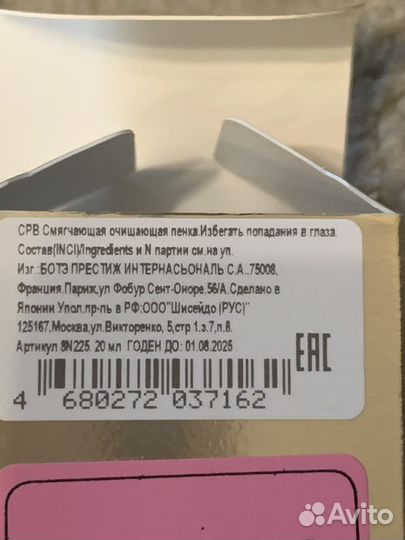 СРВ Смягчающая очищающая пенка.Избегать попадания в глаза
Состав(INCI)/Ingredients и N партии см.на уп.
Изг.:БОТЭ ПРЕСТИЖ ИНТЕРНАСЬОНАЛЬ С.А.,75008,
Франция,Париж,ул Фобур Сент-Оноре,56/А.Сделано в
Японии Упол.пр-ль в РФ:ООО"Шисейдо (РУС)"
125167,Москва,ул.Викторенко, 5,стр 1.э.7,п.8.
Артикул 8N225. 20 мл ГОДЕН ДО: 01.08.2025
EAC
4 680272 037162
Avito